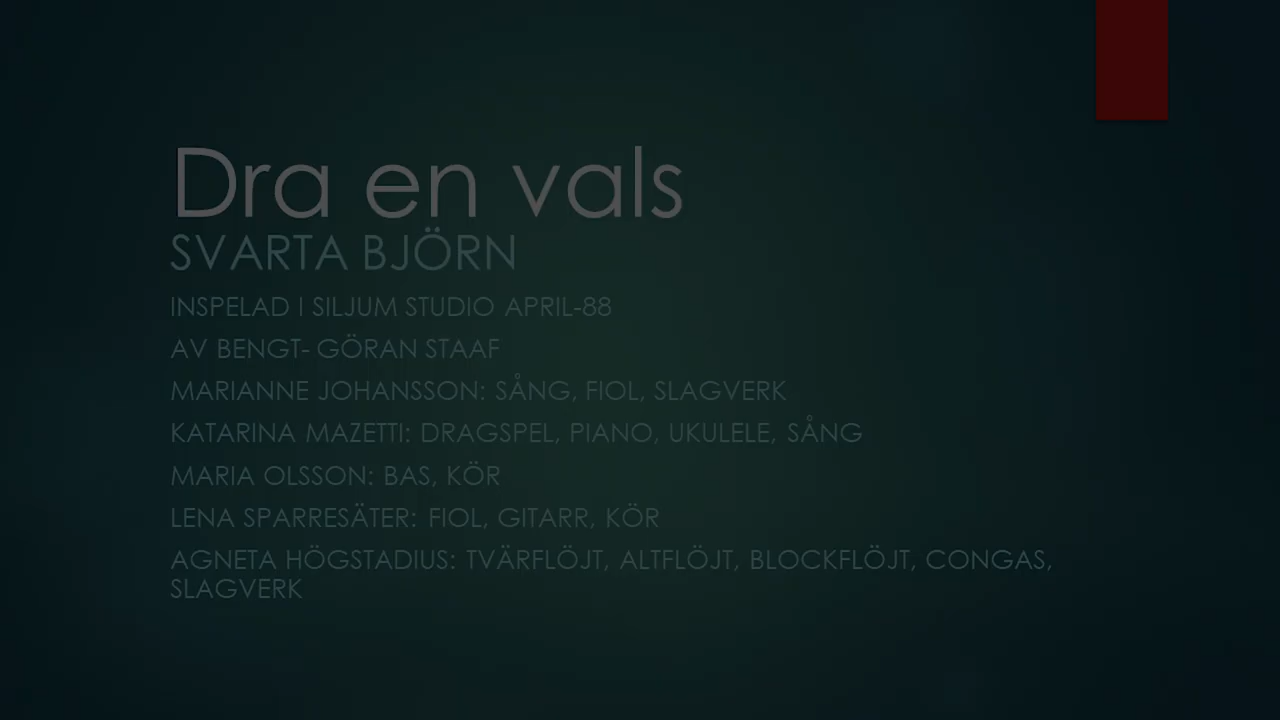 Dra en vals
SVARTA BJÖRN
INSPELAD I SILJUM STUDIO APRIL-88
AV BENGT- GÖRAN STAAF
MARIANNE JOHANSSON: SÅNG, FIOL, SLAGVERK
KATARINA MAZETTI: DRAGSPEL, PIANO, UKULELE, SÅNG
MARIA OLSSON: BAS, KÖR
LENA SPARRESÄTER: FIOL, GITARR, KÖR
AGNETA HÖGSTADIUS: TVÄRFLÖJT, ALTFLÖJT, BLOCKFLÖJT, CONGAS,
SLAGVERK